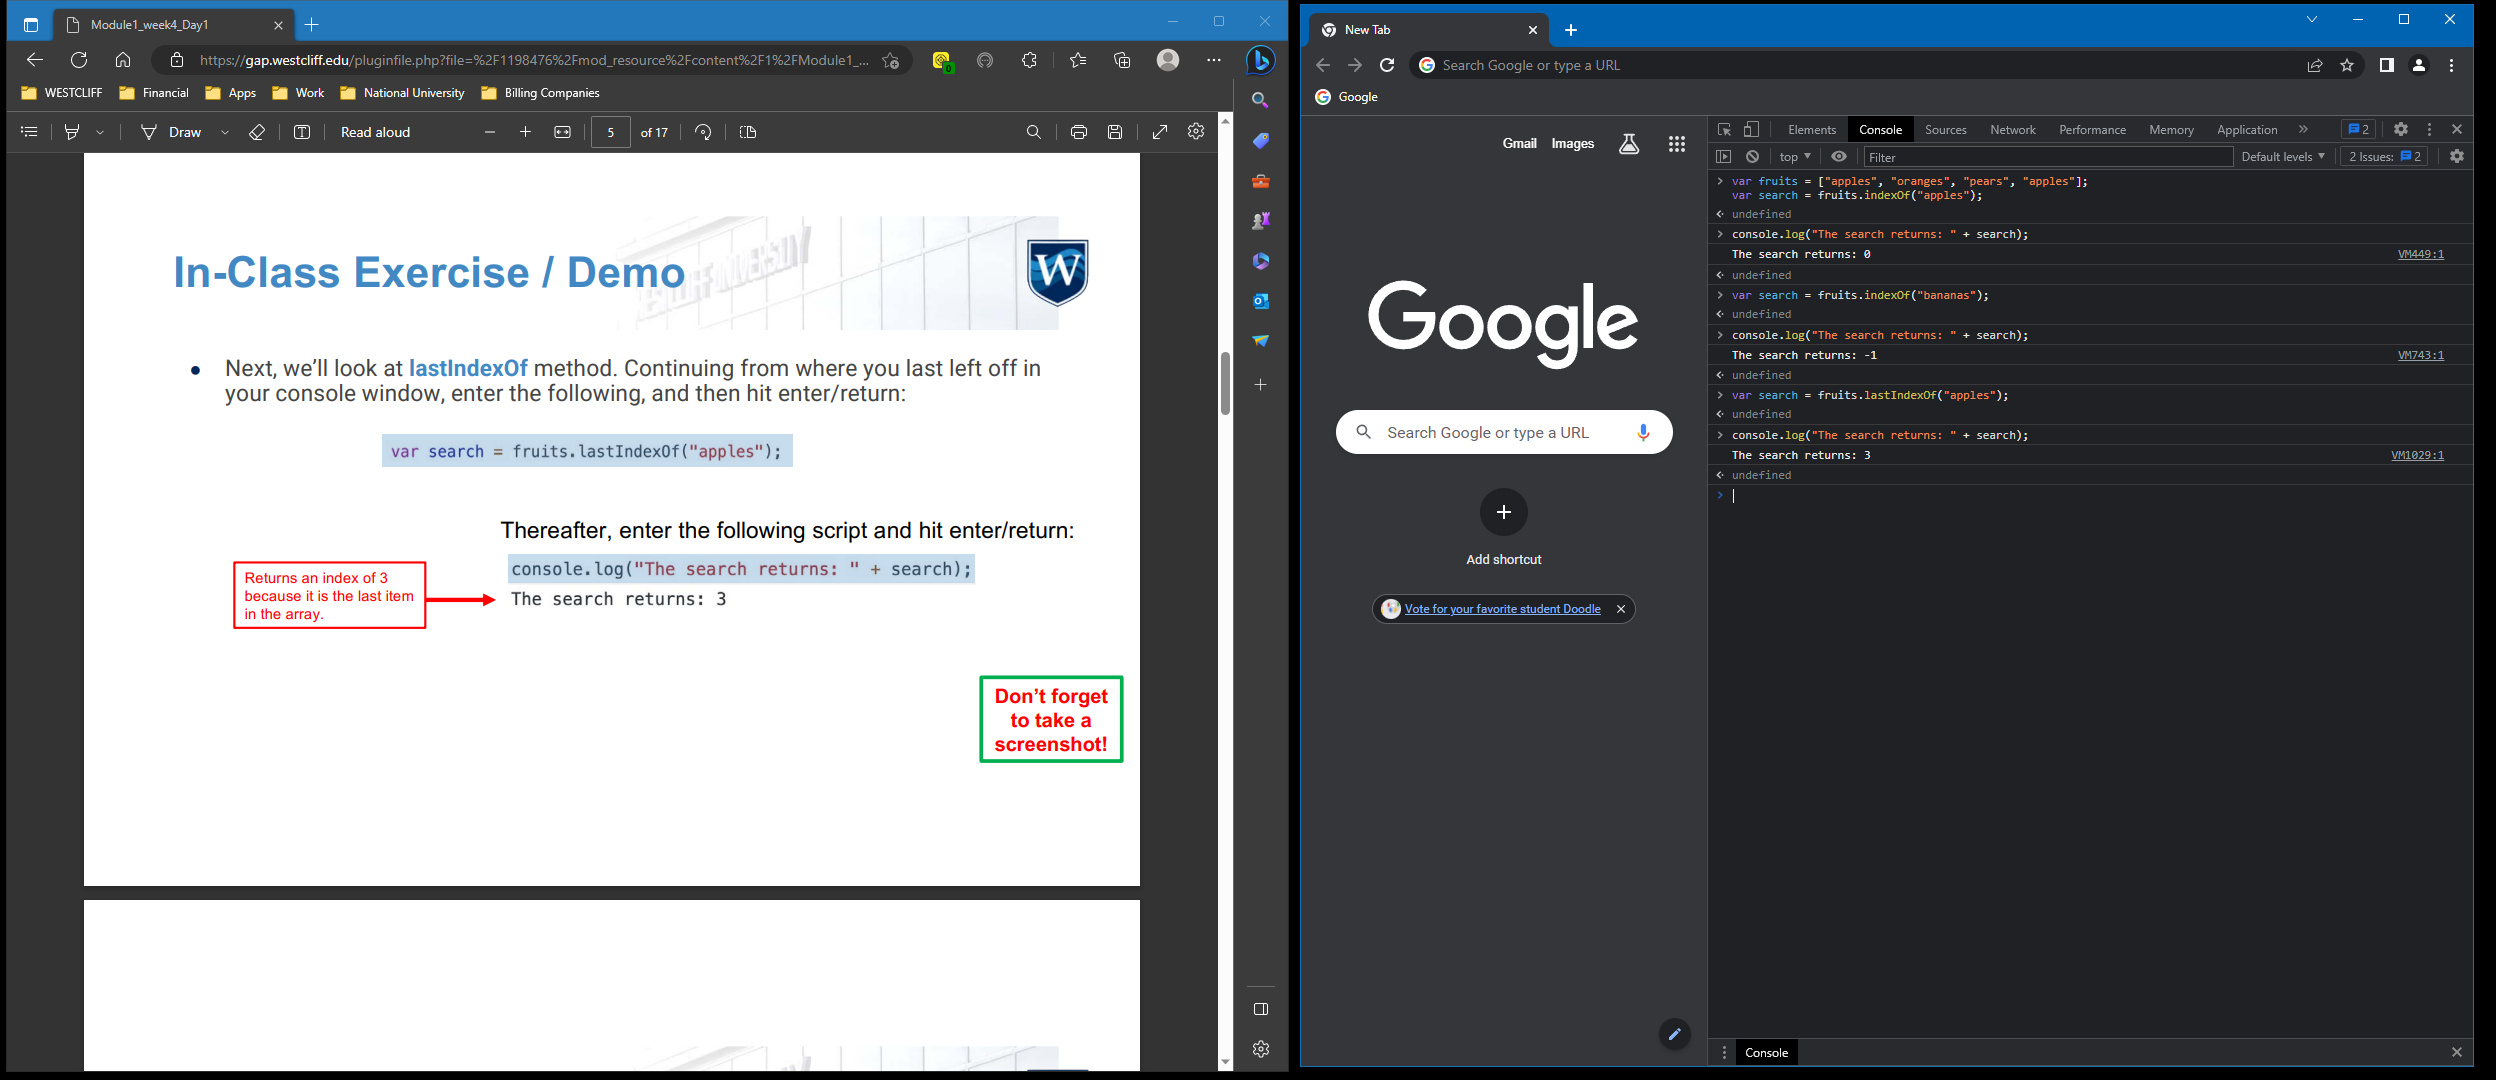 Module1_week4_Day1
https://gap.westcliff.edu/pluginfile.php?file=%2F1198476%2Fmod_resource%2Fcontent%2F1%2FModule1_...
0
WESTCLIFF Financial Apps Work National University Billing Companies
Draw Read aloud 5 of 17
In-Class Exercise / Demo
W
• Next, we'll look at lastIndexOf method. Continuing from where you last left off in
your console window, enter the following, and then hit enter/return:
var search = fruits.lastIndexOf("apples");
Thereafter, enter the following script and hit enter/return:
console.log("The search returns: " + search);
The search returns: 3
Returns an index of 3
because it is the last item
in the array.
Don't forget
to take a
screenshot!
New Tab
Search Google or type a URL
Google
Gmail Images
Google
Search Google or type a URL
Add shortcut
Vote for your favorite student Doodle
Elements Console Sources Network Performance Memory Application 2
top Filter Default levels 2 Issues: 2
var fruits = ["apples", "oranges", "pears", "apples"];
var search = fruits.indexOf("apples");
undefined
console.log("The search returns: " + search);
The search returns: 0 VM449:1
undefined
var search = fruits.indexOf("bananas");
undefined
console.log("The search returns: " + search);
The search returns: -1 VM743:1
undefined
var search = fruits.lastIndexOf("apples");
undefined
console.log("The search returns: " + search);
The search returns: 3 VM1029:1
undefined
Console